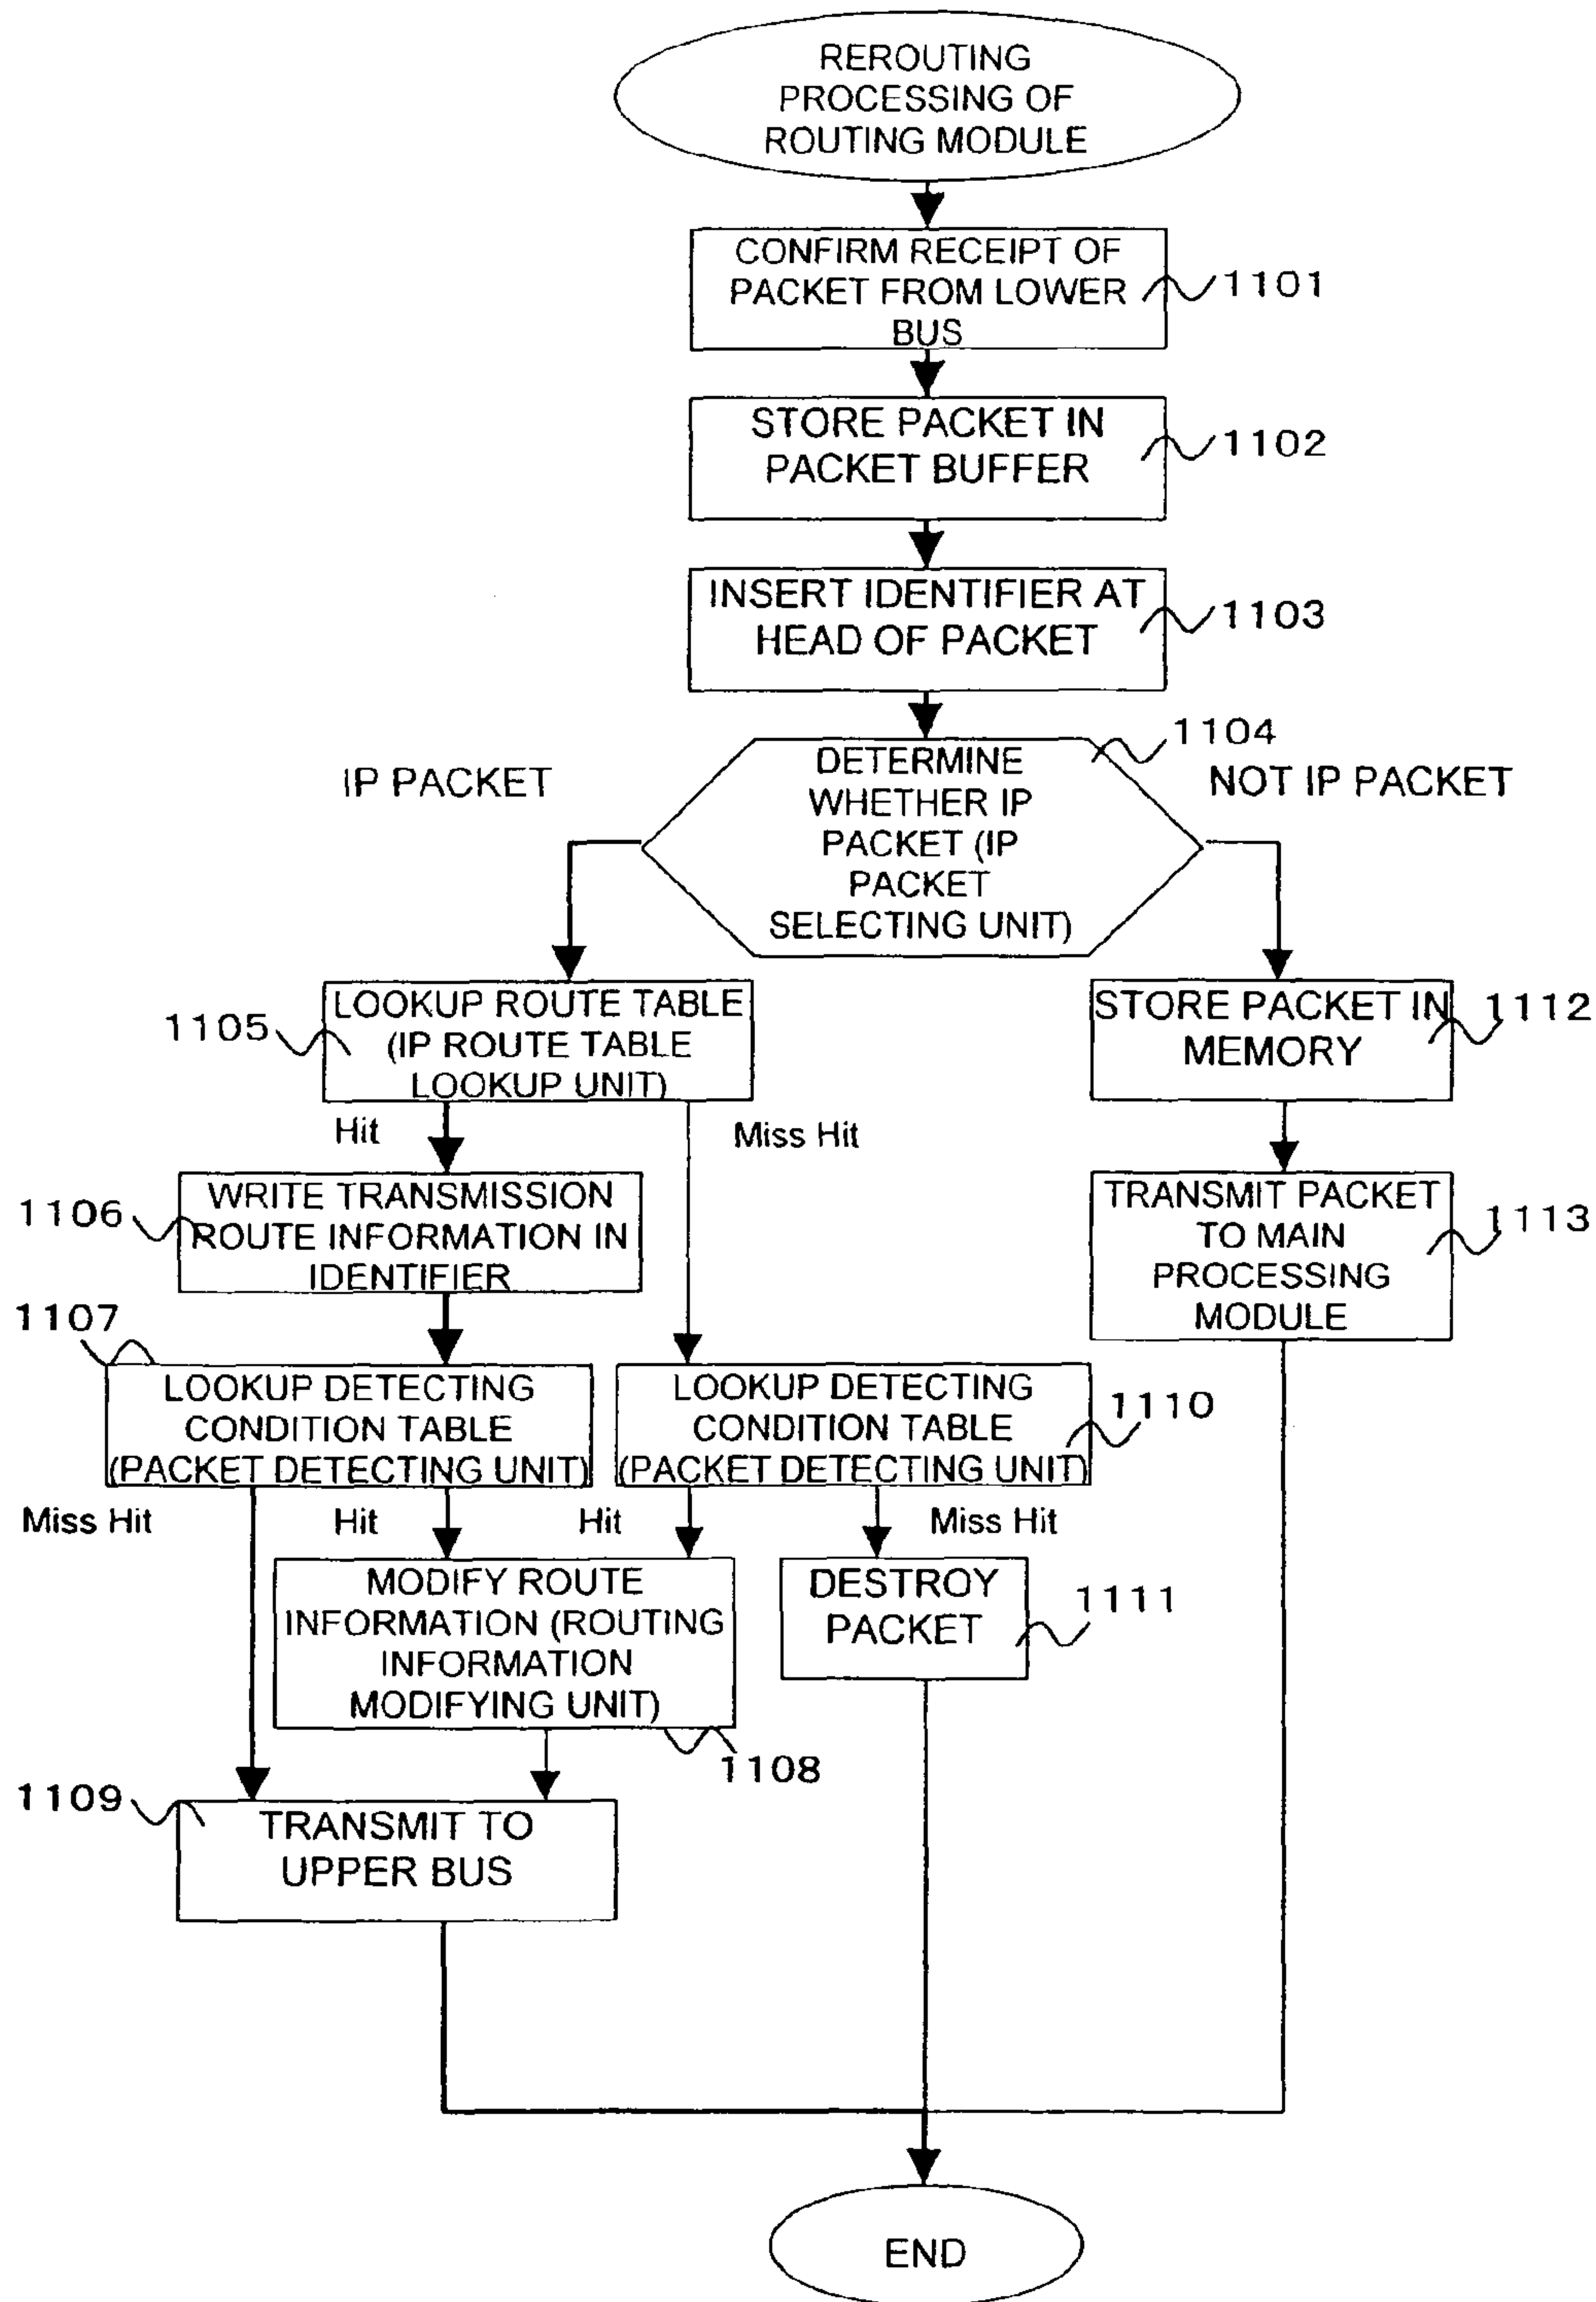 REROUTING
PROCESSING OF
ROUTING MODULE
CONFIRM RECEIPT OF
PACKET FROM LOWER
BUS
1101
STORE PACKET IN
PACKET BUFFER
1102
INSERT IDENTIFIER AT
HEAD OF PACKET
1103
1104
IP PACKET
NOT IP PACKET
DETERMINE
WHETHER IP
PACKET (IP
PACKET
SELECTING UNIT)
1105
LOOKUP ROUTE TABLE
(IP ROUTE TABLE
LOOKUP UNIT)
STORE PACKET IN
MEMORY
1112
Hit
Miss Hit
1106
WRITE TRANSMISSION
ROUTE INFORMATION IN
IDENTIFIER
TRANSMIT PACKET
TO MAIN
PROCESSING
MODULE
1113
1107
LOOKUP DETECTING
CONDITION TABLE
(PACKET DETECTING UNIT)
LOOKUP DETECTING
CONDITION TABLE
(PACKET DETECTING UNIT)
1110
Miss Hit
Hit
Hit
Miss Hit
MODIFY ROUTE
INFORMATION (ROUTING
INFORMATION
MODIFYING UNIT)
1108
DESTROY
PACKET
1111
1109
TRANSMIT TO
UPPER BUS
END